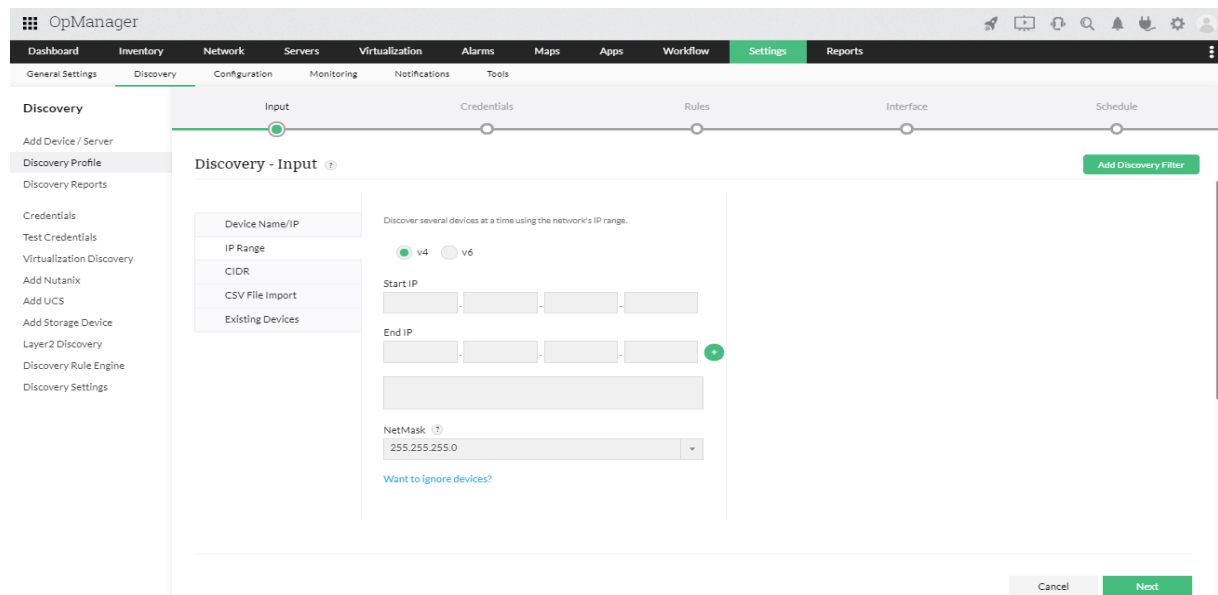 OpManager
Dashboard Inventory Network Servers Virtualization Alarms Maps Apps Workflow Settings Reports
General Settings Discovery Configuration Monitoring Notifications Tools
Discovery
Add Device / Server
Discovery Profile
Discovery Reports
Credentials
Test Credentials
Virtualization Discovery
Add Nutanix
Add UCS
Add Storage Device
Layer2 Discovery
Discovery Rule Engine
Discovery Settings
Input Credentials Rules Interface Schedule
Discovery - Input ?
Add Discovery Filter
Device Name/IP
IP Range
CIDR
CSV File Import
Existing Devices
Discover several devices at a time using the network's IP range.
v4 v6
Start IP
. . .
End IP
. . . +
NetMask ?
255.255.255.0
Want to ignore devices?
Cancel Next